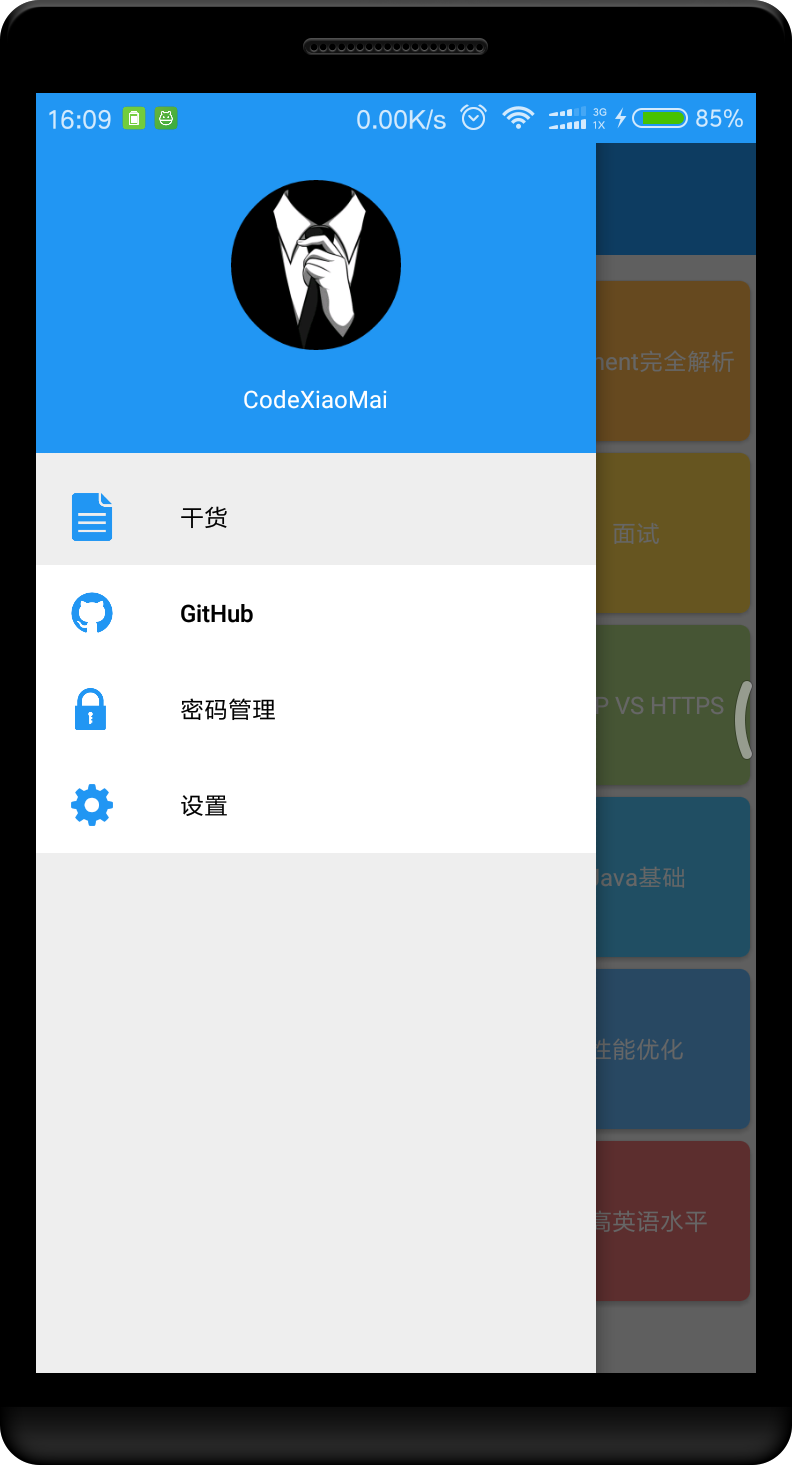 16:09 0.00K/s 3G 1X 85%
CodeXiaoMai
干货
GitHub
密码管理
设置
ment完全解析
面试
P VS HTTPS
Java基础
性能优化
高英语水平